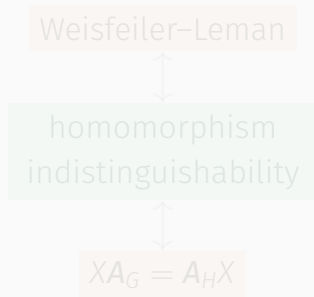 Weisfeiler–Leman
homomorphism
indistinguishability
XA_G = A_HX